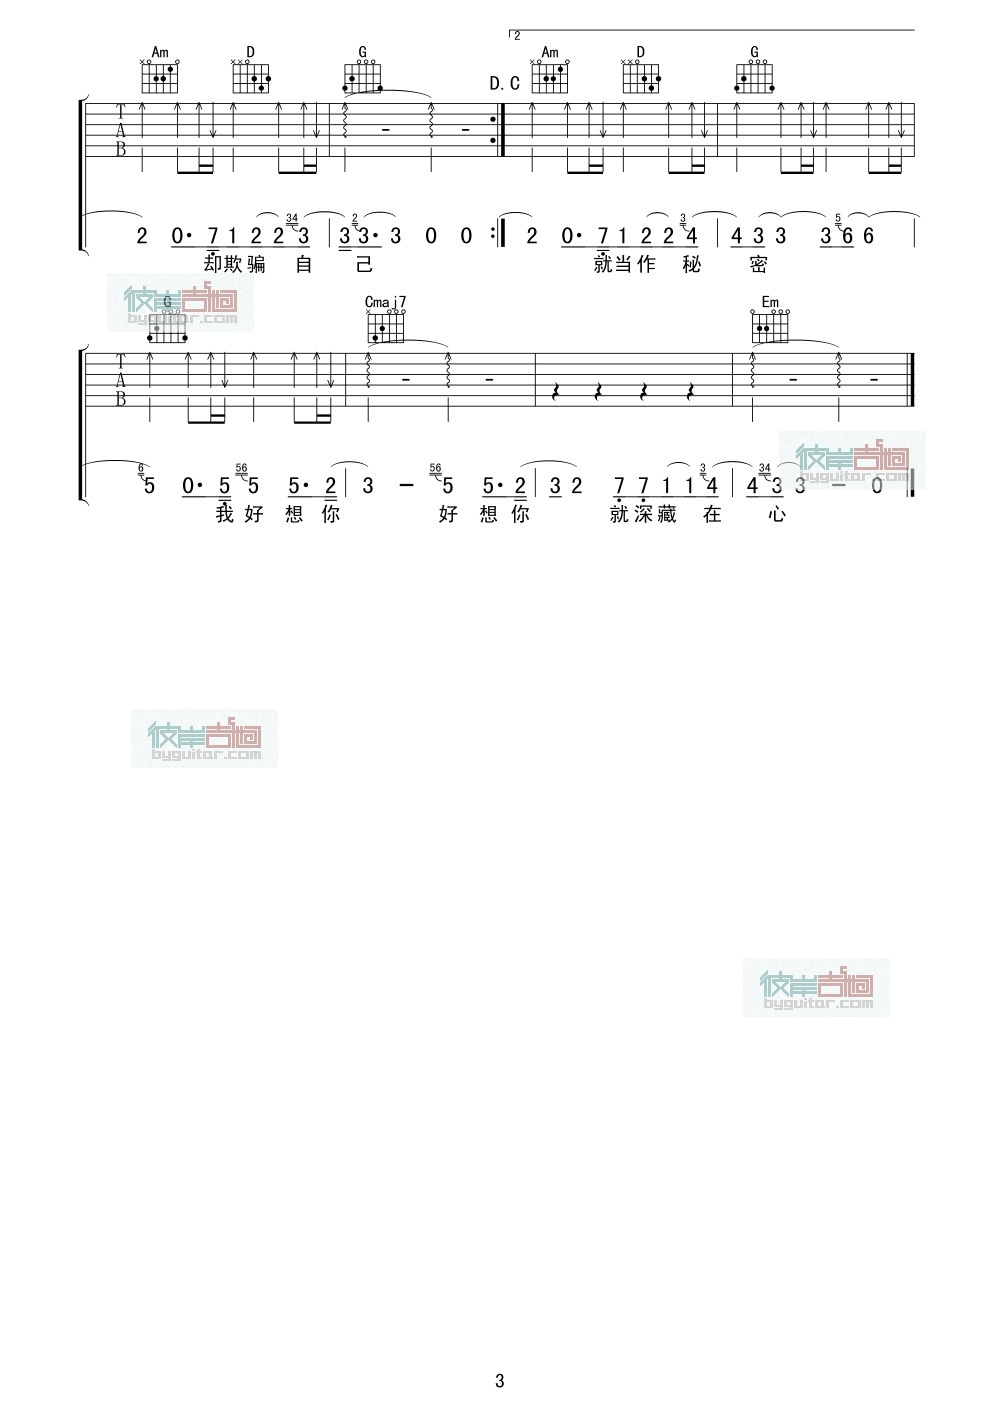 2
Am D G D.C Am D G
T A B
2 0· 7 1 2 2 34 3 3 2 3· 3 0 0 2 0· 7 1 2 2 3 4 4 3 3 3 5 6 6
却欺骗 自 己 就当作 秘 密
彼岸吉他
byguitar.com
G Cmaj7 Em
T A B
6 5 0· 5 56 5 5· 2 3 - 56 5 5· 2 3 2 7 7 1 1 3 4 4 34 3 3 - 0
彼岸吉他
byguitar.com
我 好 想 你 好 想 你 就深藏 在 心
彼岸吉他
byguitar.com
彼岸吉他
byguitar.com
3